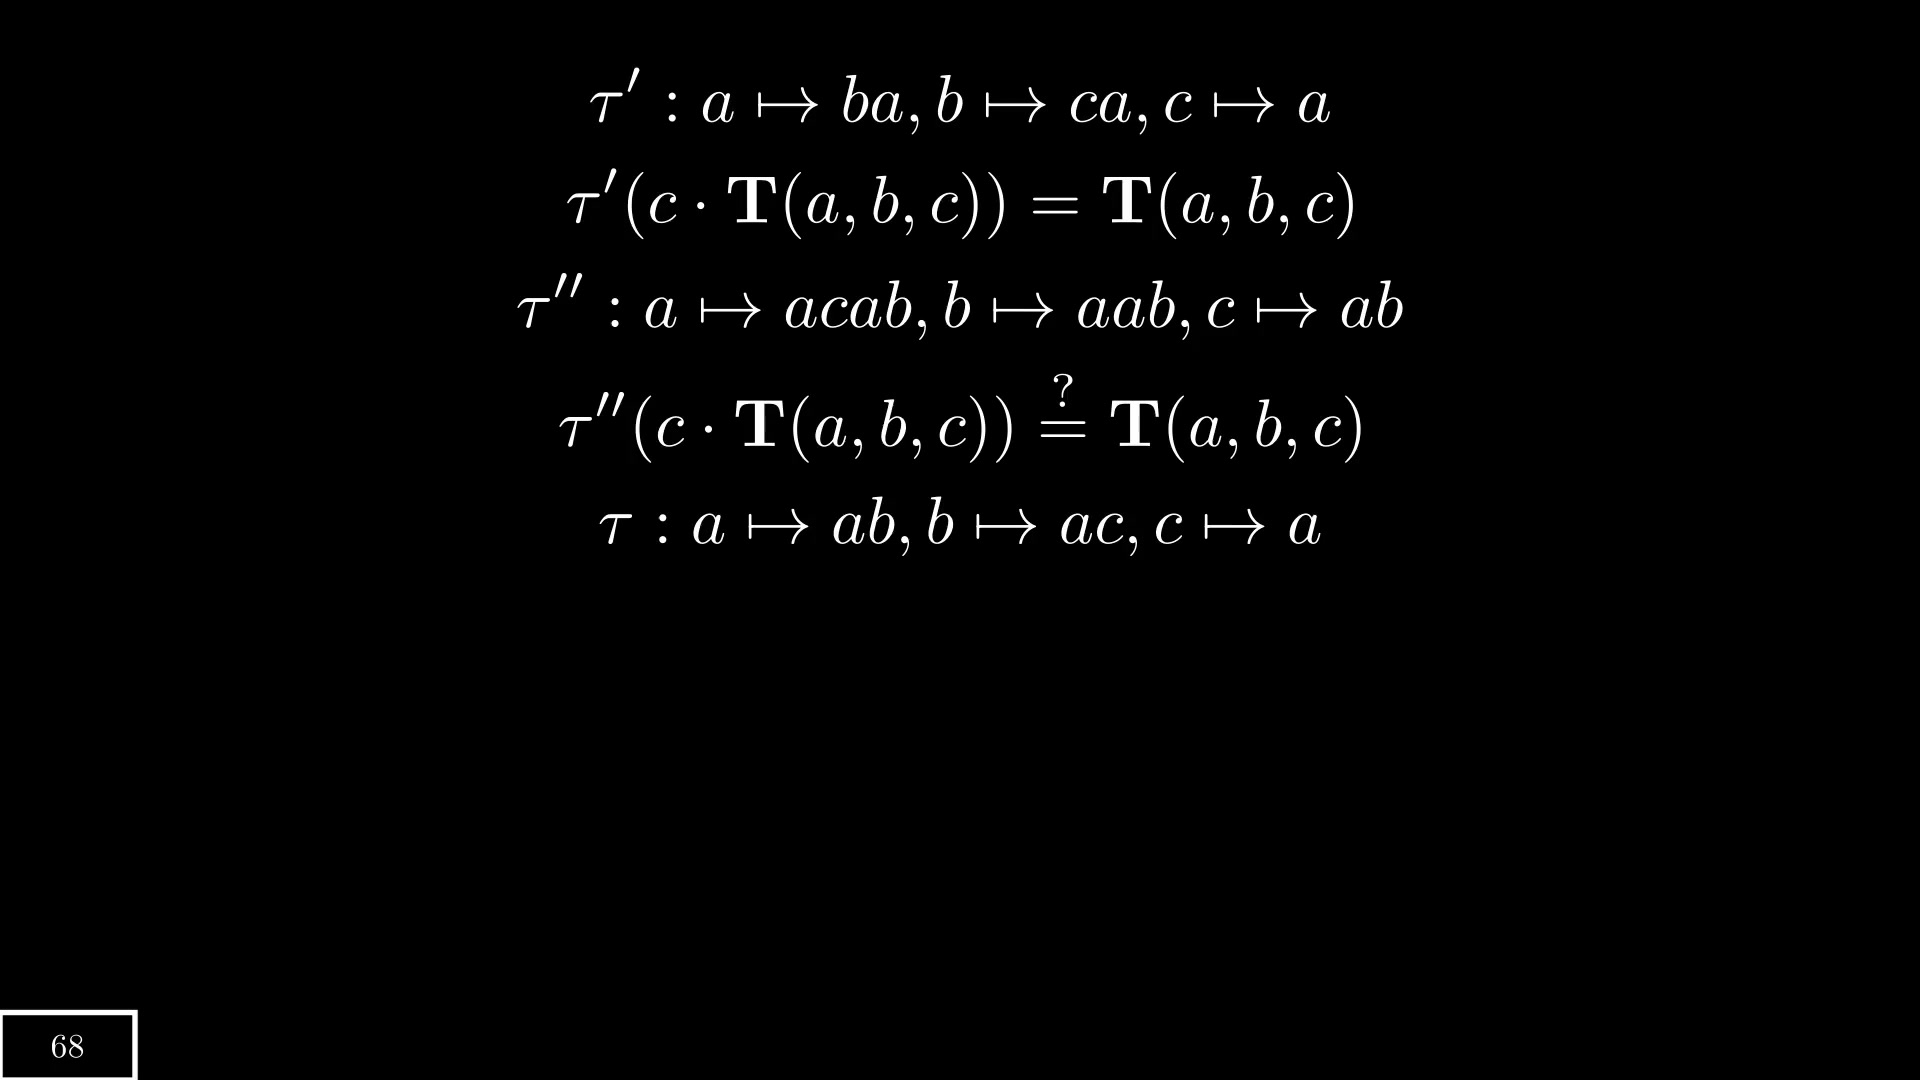 τ′ : a ↦ ba, b ↦ ca, c ↦ a
τ′(c · T(a, b, c)) = T(a, b, c)
τ″ : a ↦ acab, b ↦ aab, c ↦ ab
τ″(c · T(a, b, c)) ≟ T(a, b, c)
τ : a ↦ ab, b ↦ ac, c ↦ a
68